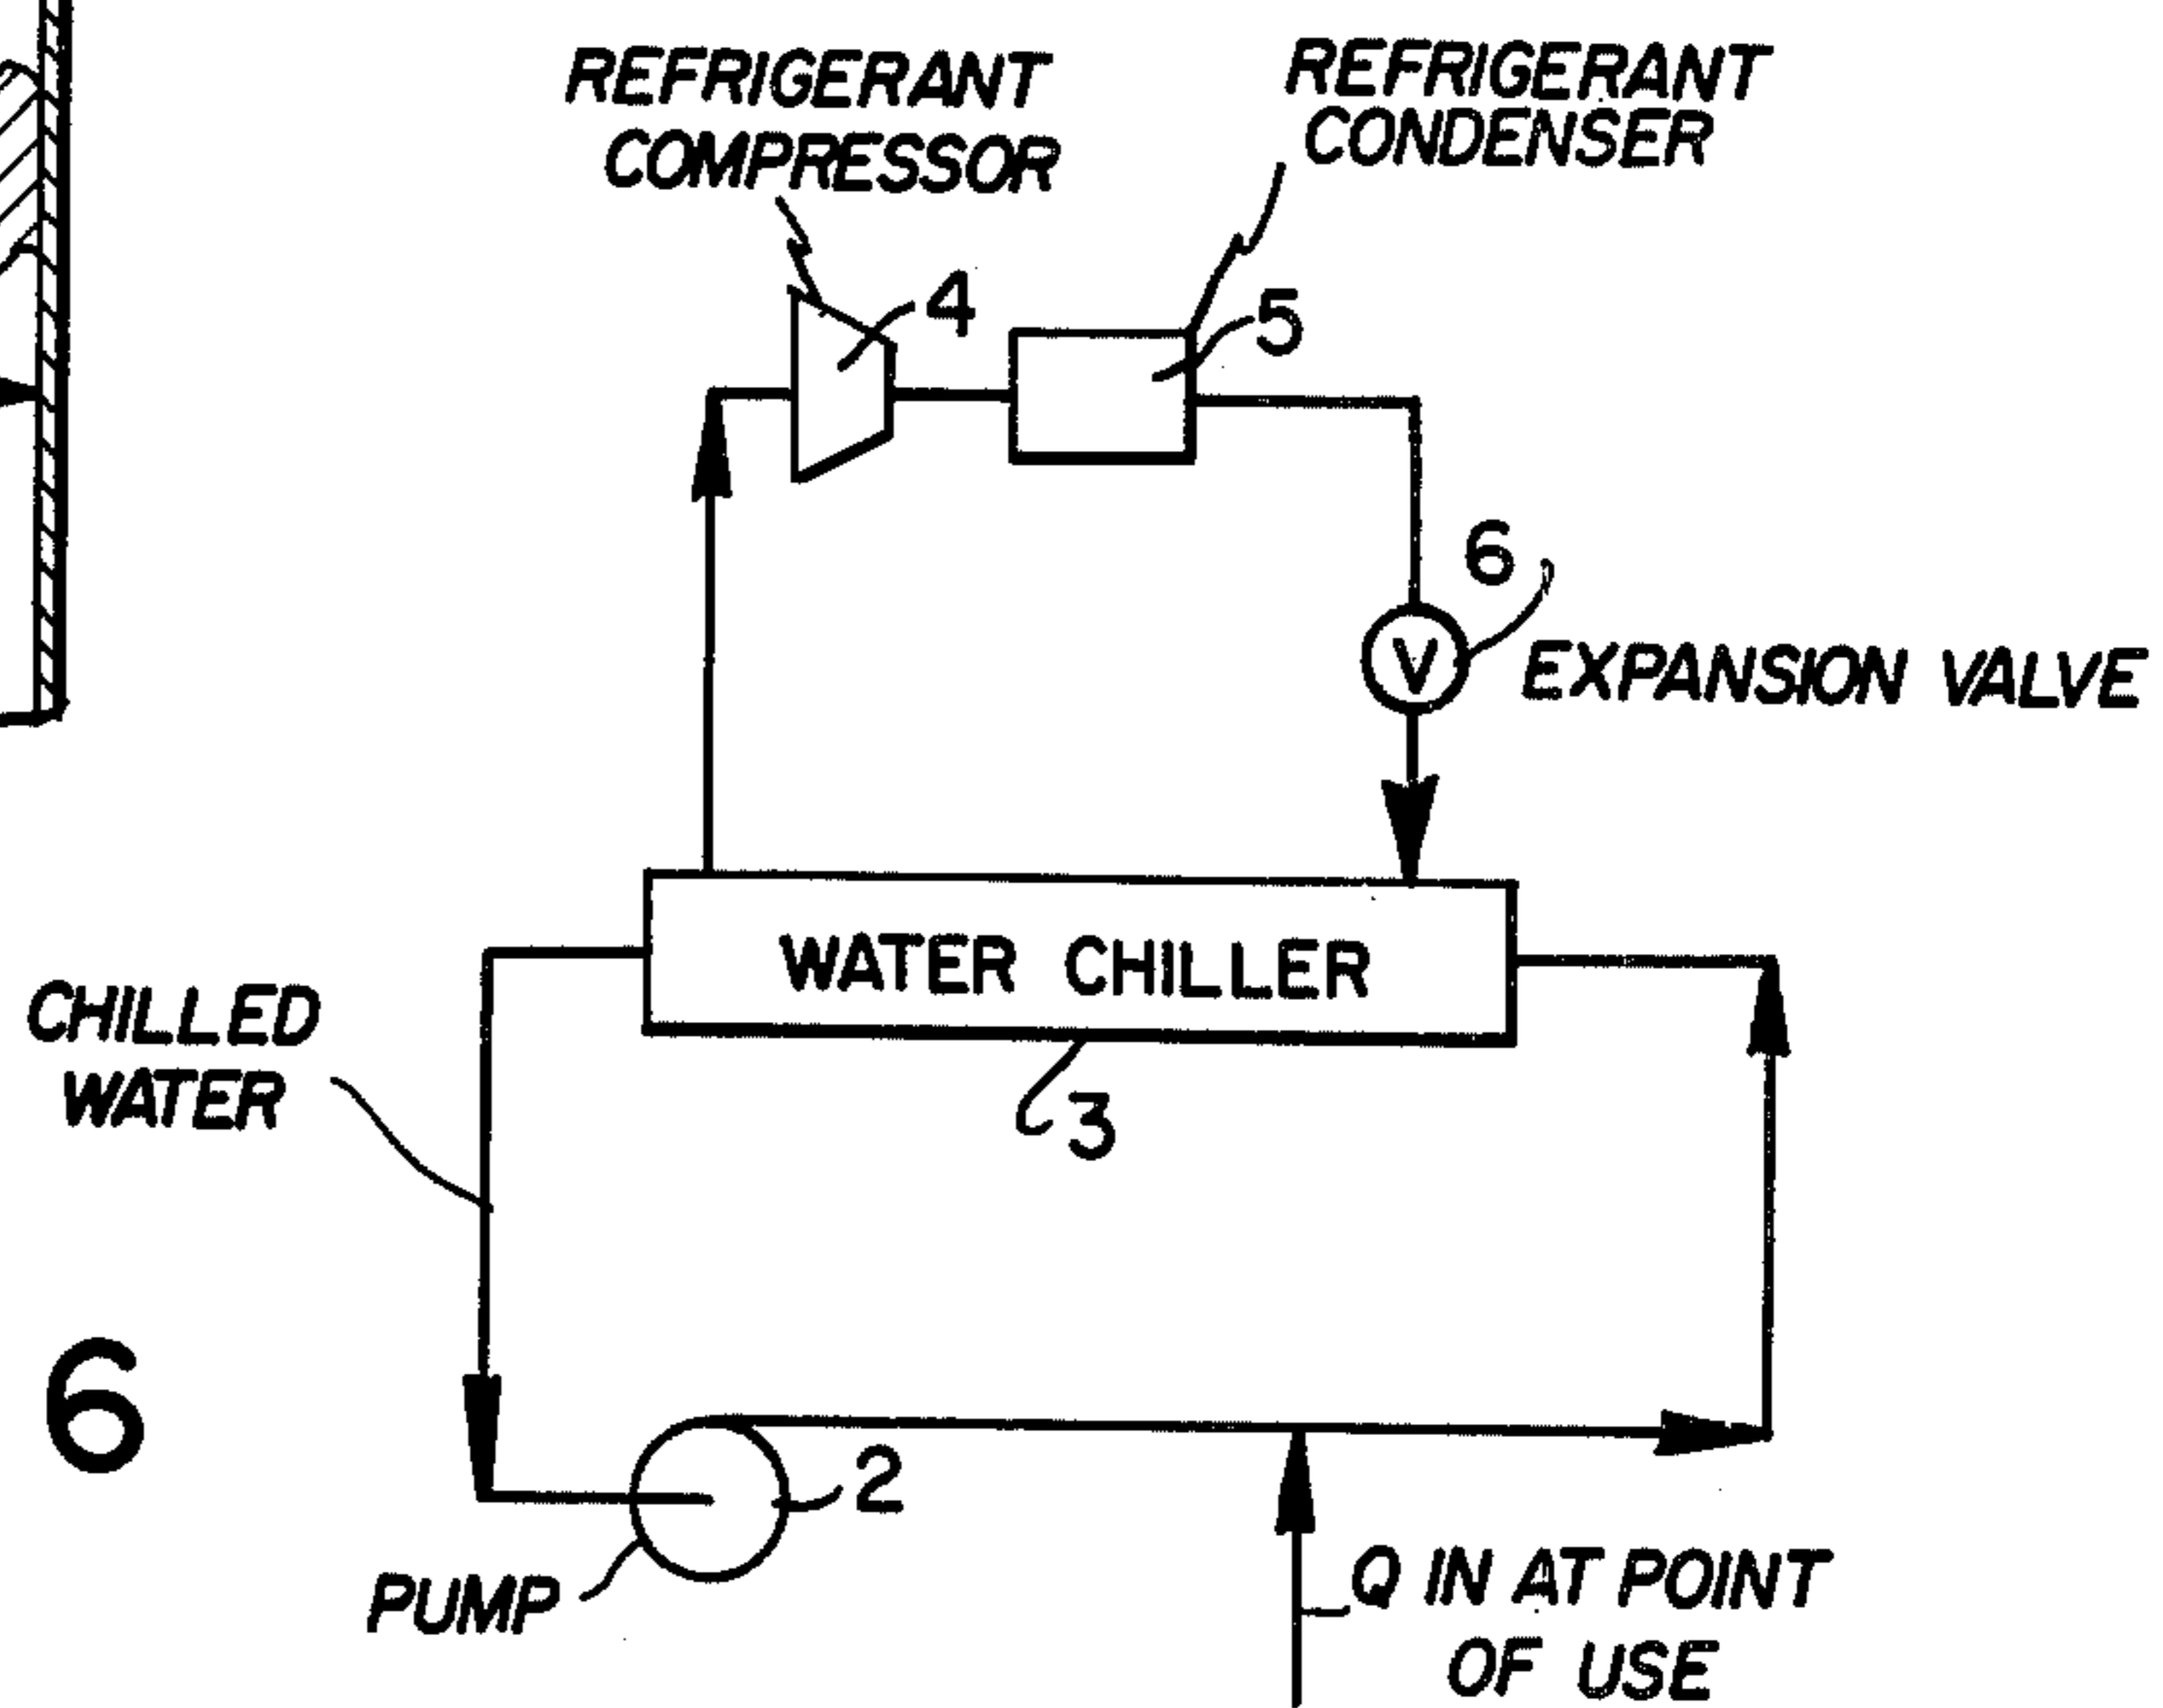 REFRIGERANT
COMPRESSOR
REFRIGERANT
CONDENSER
4
5
6
V
EXPANSION VALVE
WATER CHILLER
CHILLED
WATER
3
6
2
PUMP
Q IN AT POINT
OF USE